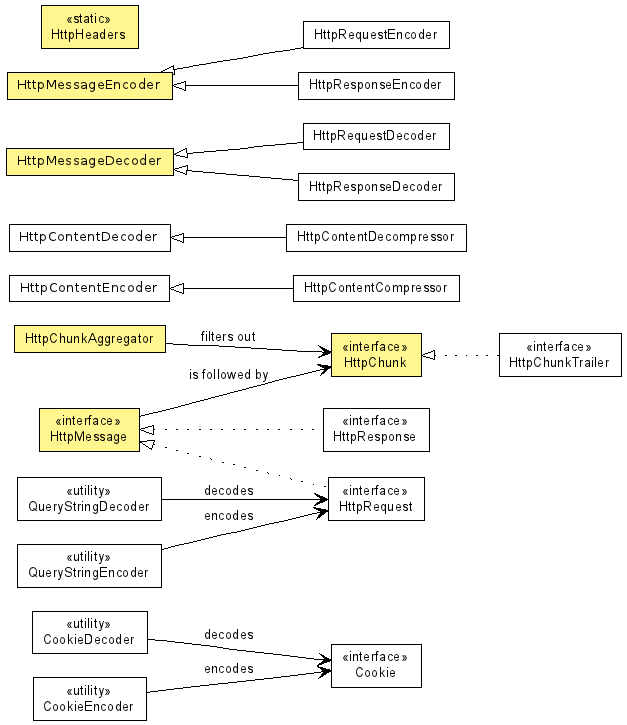 «static»
HttpHeaders
HttpRequestEncoder
HttpMessageEncoder
HttpResponseEncoder
HttpRequestDecoder
HttpMessageDecoder
HttpResponseDecoder
HttpContentDecoder
HttpContentDecompressor
HttpContentEncoder
HttpContentCompressor
HttpChunkAggregator
filters out
«interface»
HttpChunk
«interface»
HttpChunkTrailer
is followed by
«interface»
HttpMessage
«interface»
HttpResponse
«utility»
QueryStringDecoder
decodes
«interface»
HttpRequest
encodes
«utility»
QueryStringEncoder
«utility»
CookieDecoder
decodes
«interface»
Cookie
encodes
«utility»
CookieEncoder